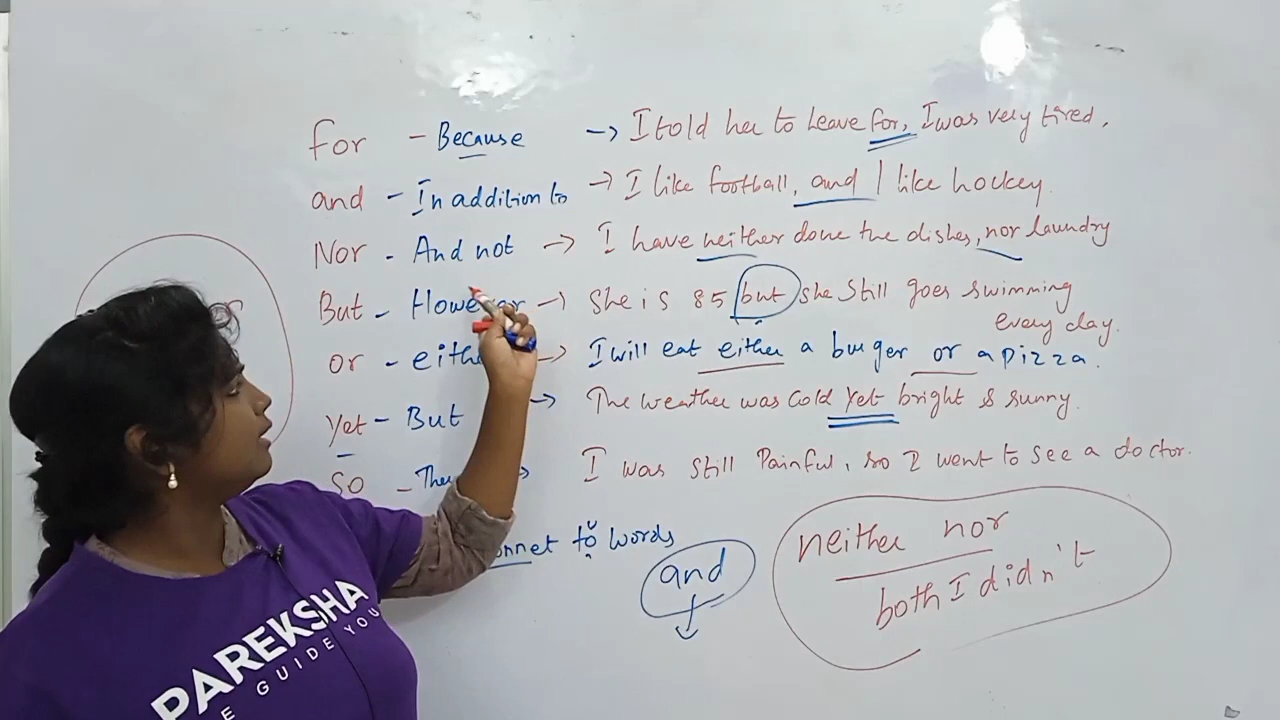 for - Because -> I told her to leave for, I was very tired.
and - In addition to -> I like football, and I like hockey.
Nor - And not -> I have neither done the dishes, nor laundry
But - However -> She is 85 but she still goes swimming
every day.
or - -> I will eat either a burger or a pizza.
Yet - But -> The weather was cold yet bright & sunny.
So - I was still Painful, so I went to see a doctor.
to words
and
neither nor
both I didn't
PAREKSHA
GUIDE YOU